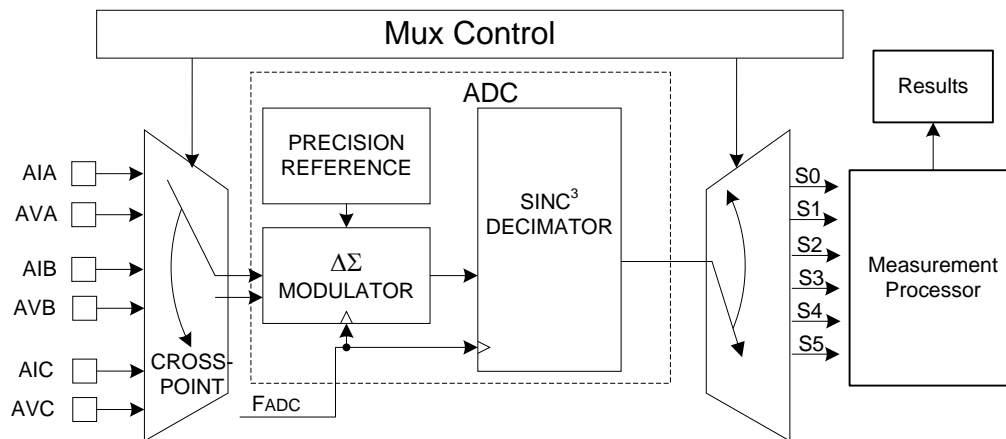 Mux Control
ADC
Results
PRECISION
REFERENCE
SINC³
DECIMATOR
ΔΣ
MODULATOR
AIA
AVA
AIB
AVB
AIC
AVC
CROSS-
POINT
FADC
S0
S1
S2
S3
S4
S5
Measurement
Processor